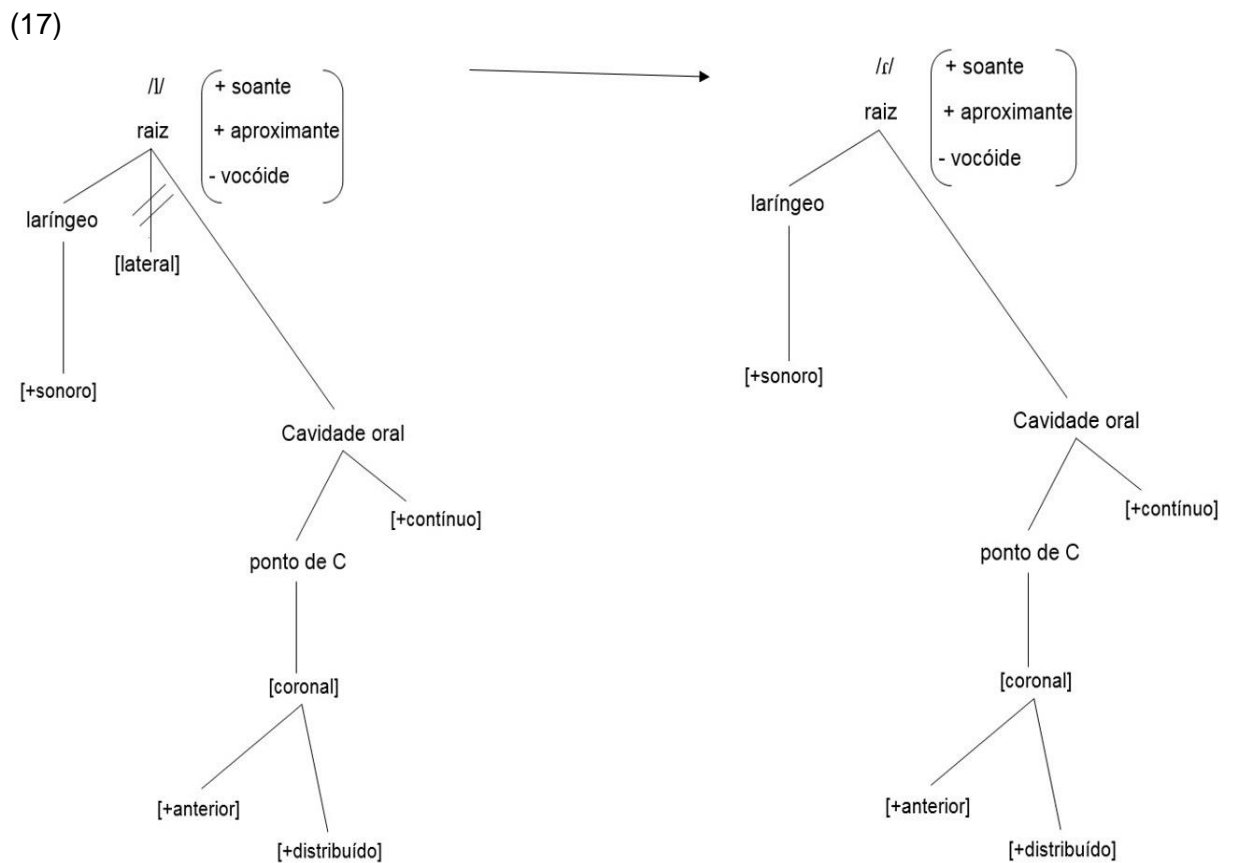 (17)
/l/
+ soante
raiz
+ aproximante
- vocóide
laríngeo
[lateral]
[+sonoro]
Cavidade oral
[+contínuo]
ponto de C
[coronal]
[+anterior]
[+distribuído]
/ɾ/
+ soante
raiz
+ aproximante
- vocóide
laríngeo
[+sonoro]
Cavidade oral
[+contínuo]
ponto de C
[coronal]
[+anterior]
[+distribuído]